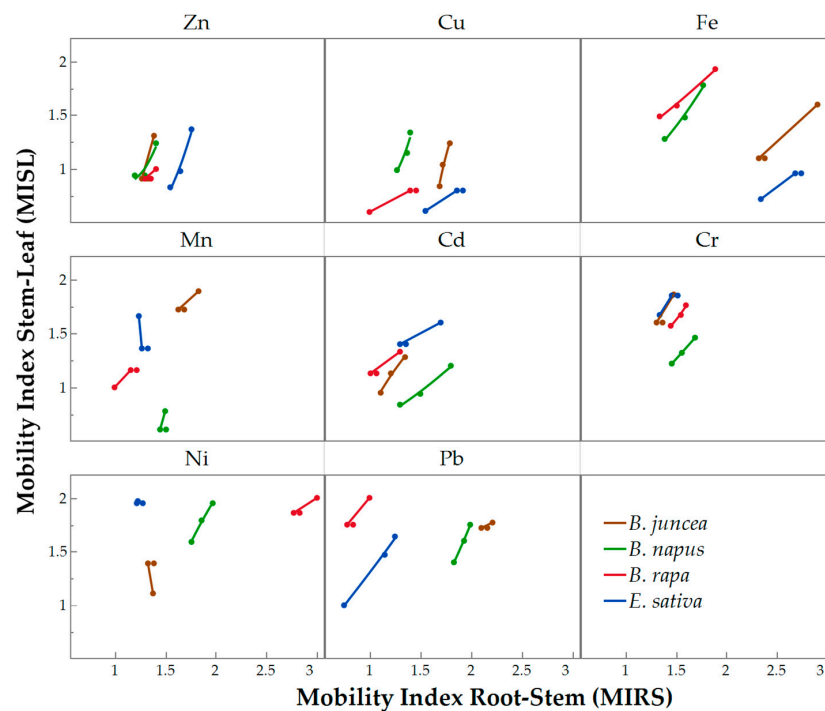 Zn Cu Fe
2
1.5
1
Mn Cd Cr
2
1.5
1
Ni Pb
2
1.5
1
B. juncea
B. napus
B. rapa
E. sativa
1 1.5 2 2.5 3 1 1.5 2 2.5 3 1 1.5 2 2.5 3
Mobility Index Root-Stem (MIRS)
Mobility Index Stem-Leaf (MISL)